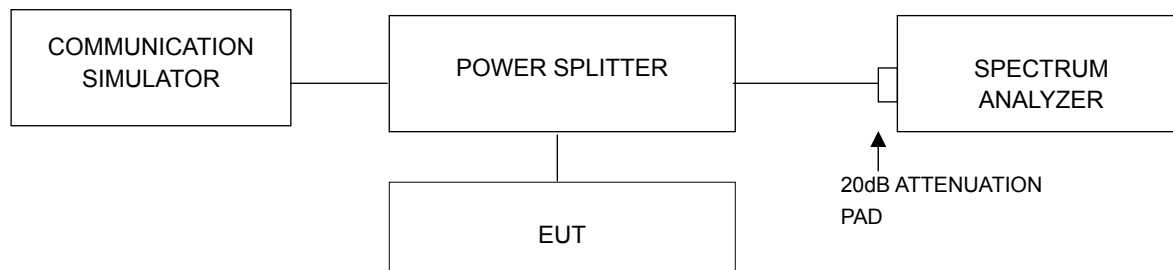 COMMUNICATION
SIMULATOR
POWER SPLITTER
SPECTRUM
ANALYZER
20dB ATTENUATION
PAD
EUT